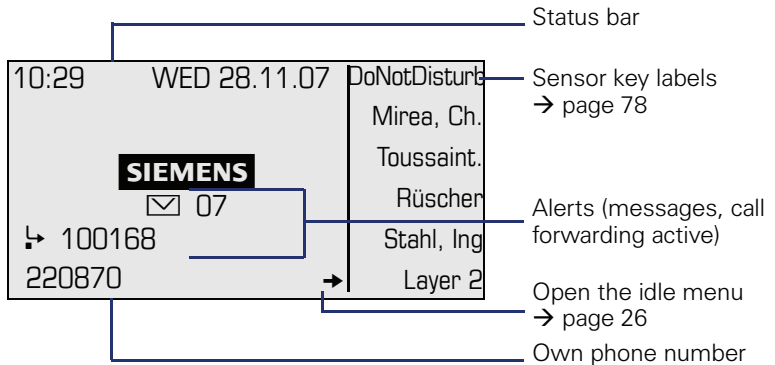 Status bar
10:29 WED 28.11.07 DoNotDisturb
Sensor key labels
→ page 78
Mirea, Ch.
Toussaint.
SIEMENS
Rüscher
07
Alerts (messages, call
forwarding active)
100168 Stahl, Ing
220870 → Layer 2
Open the idle menu
→ page 26
Own phone number